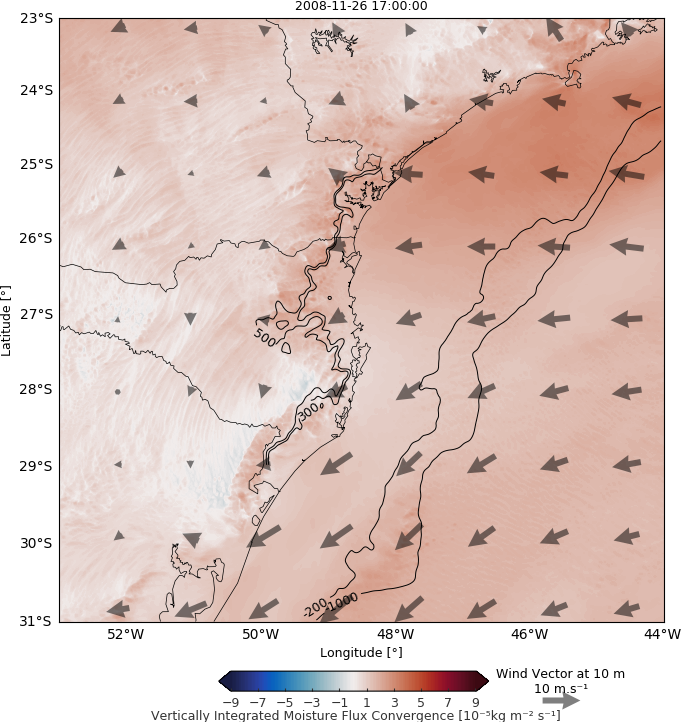 2008-11-26 17:00:00
23°S
24°S
25°S
26°S
27°S
28°S
29°S
30°S
31°S
Latitude [°]
500
300
-200
-1000
52°W 50°W 48°W 46°W 44°W
Longitude [°]
−9 −7 −5 −3 −1 1 3 5 7 9
Wind Vector at 10 m
10 m.s⁻¹
Vertically Integrated Moisture Flux Convergence [10⁻⁵kg m⁻² s⁻¹]